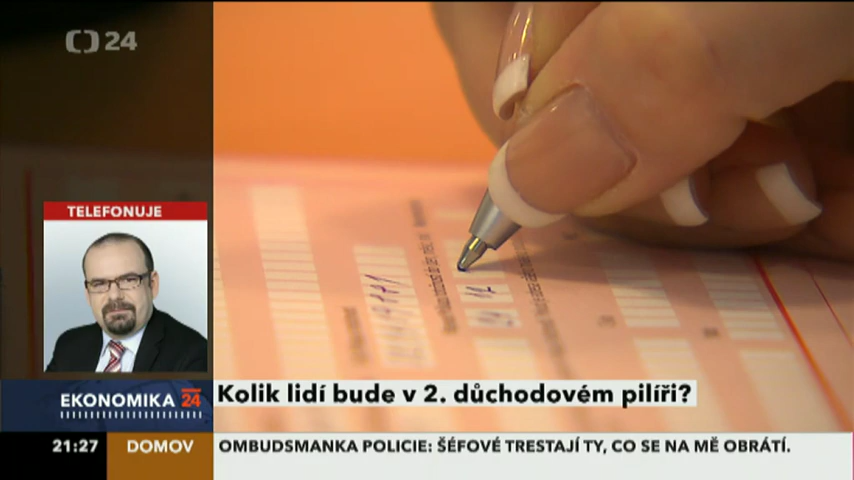 24
TELEFONUJE
EKONOMIKA 24
Kolik lidí bude v 2. důchodovém pilíři?
21:27
DOMOV
OMBUDSMANKA POLICIE: ŠÉFOVÉ TRESTAJÍ TY, CO SE NA MĚ OBRÁTÍ.